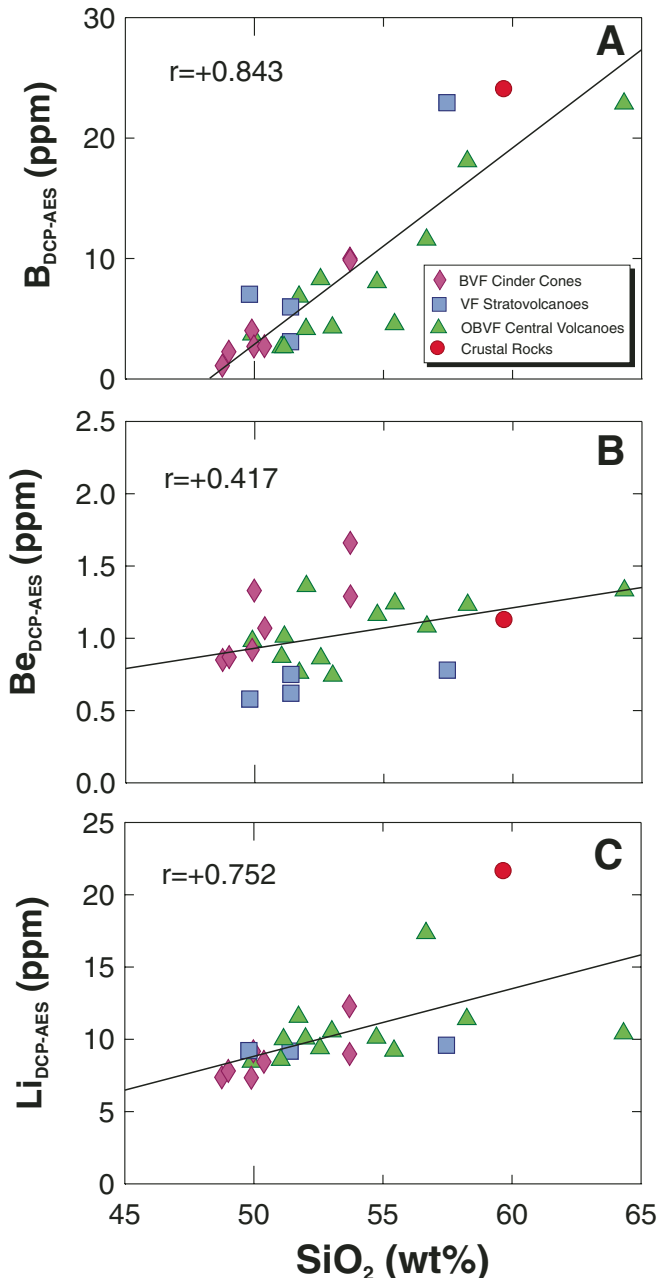 30
A
r=+0.843
20
B_DCP-AES (ppm)
10
BVF Cinder Cones
VF Stratovolcanoes
OBVF Central Volcanoes
Crustal Rocks
0
2.5
B
r=+0.417
2.0
1.5
Be_DCP-AES (ppm)
1.0
0.5
0.0
25
C
r=+0.752
20
15
Li_DCP-AES (ppm)
10
5
0
45 50 55 60 65
SiO₂ (wt%)